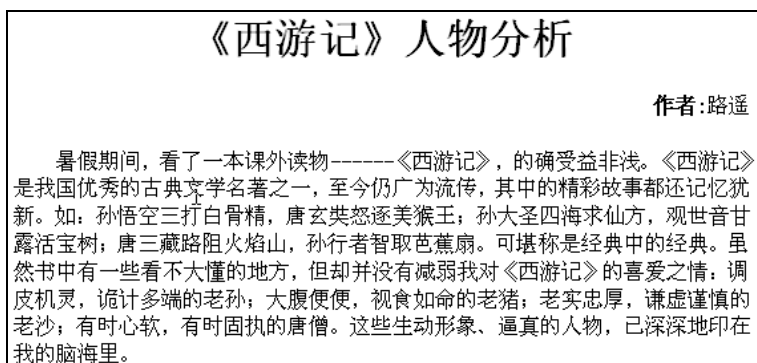 《西游记》人物分析
作者:路遥
暑假期间，看了一本课外读物------《西游记》，的确受益非浅。《西游记》
是我国优秀的古典文学名著之一，至今仍广为流传，其中的精彩故事都还记忆犹
新。如：孙悟空三打白骨精，唐玄奘怒逐美猴王；孙大圣四海求仙方，观世音甘
露活宝树；唐三藏路阻火焰山，孙行者智取芭蕉扇。可堪称是经典中的经典。虽
然书中有一些看不大懂的地方，但却并没有减弱我对《西游记》的喜爱之情：调
皮机灵，诡计多端的老孙；大腹便便，视食如命的老猪；老实忠厚，谦虚谨慎的
老沙；有时心软，有时固执的唐僧。这些生动形象、逼真的人物，已深深地印在
我的脑海里。